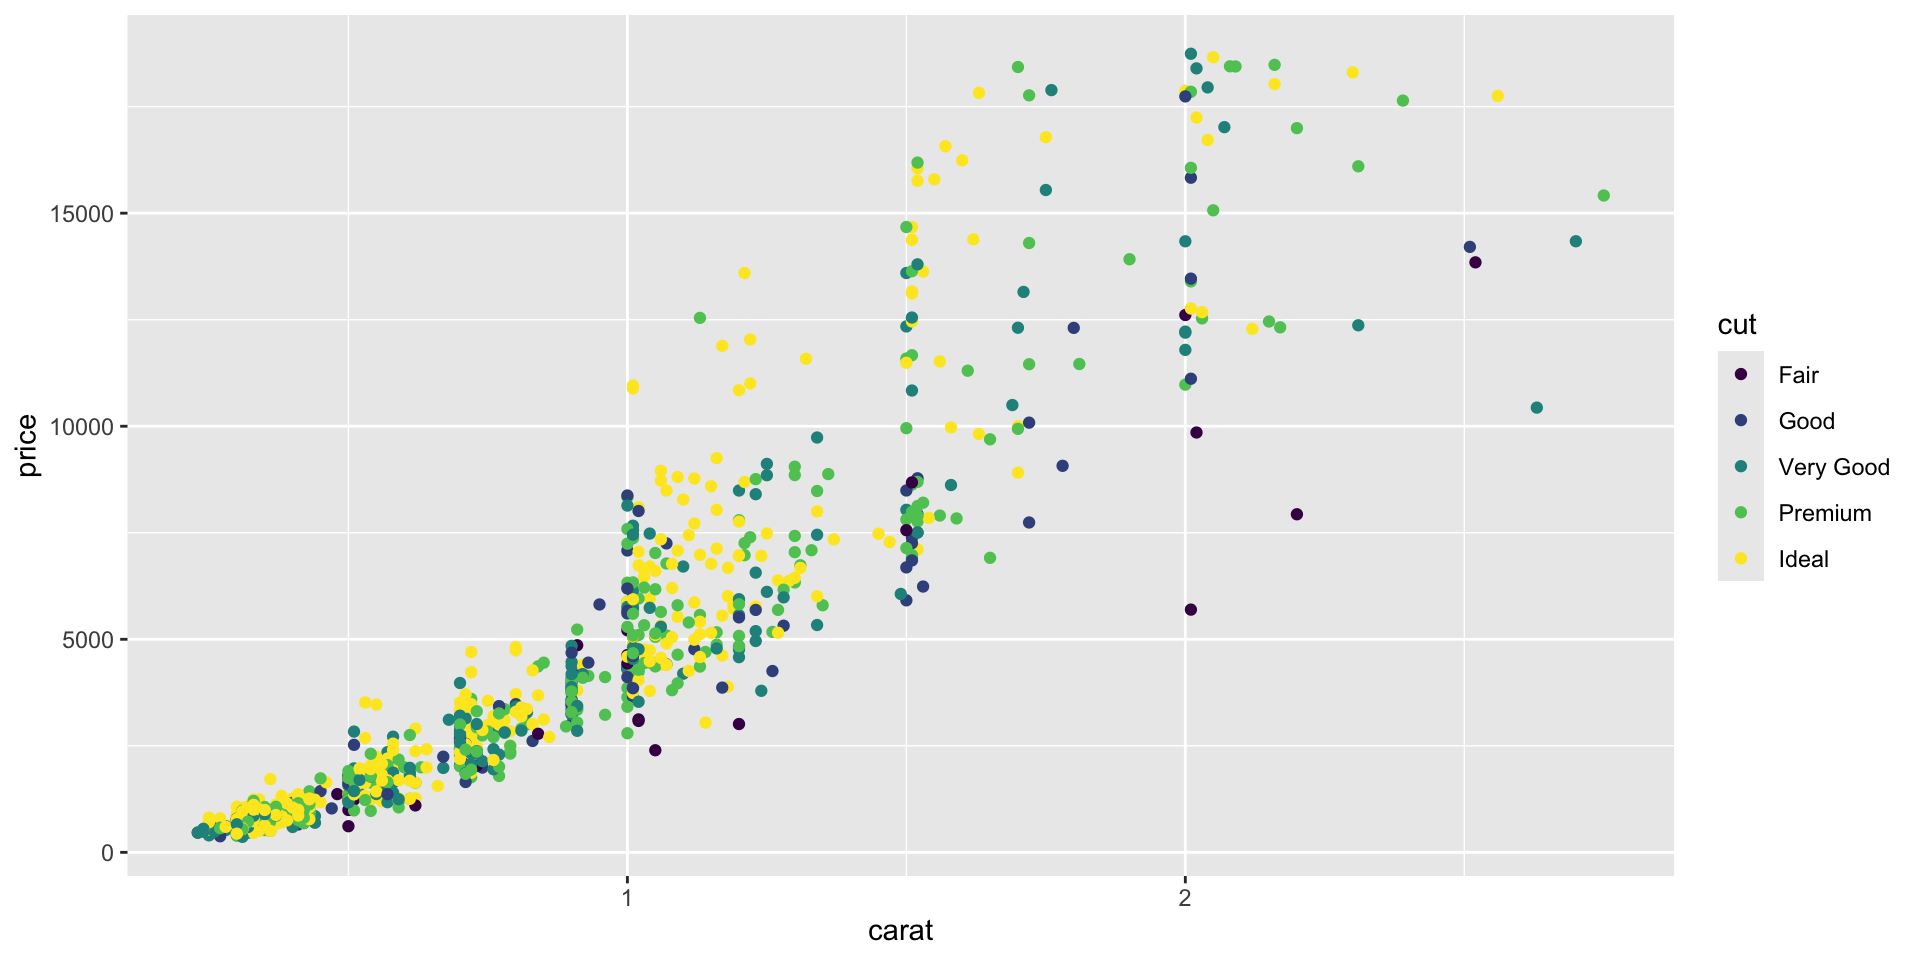 price
15000
10000
5000
0
1
2
carat
cut
Fair
Good
Very Good
Premium
Ideal